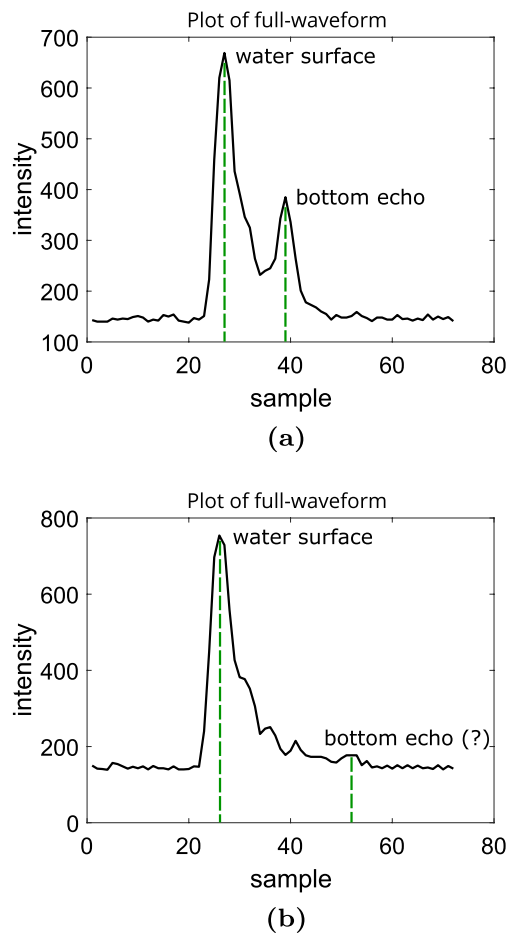 Plot of full-waveform
700
water surface
600
500
intensity
400
bottom echo
300
200
100
0
20
40
60
80
sample
(a)
Plot of full-waveform
800
water surface
600
intensity
400
bottom echo (?)
200
0
0
20
40
60
80
sample
(b)